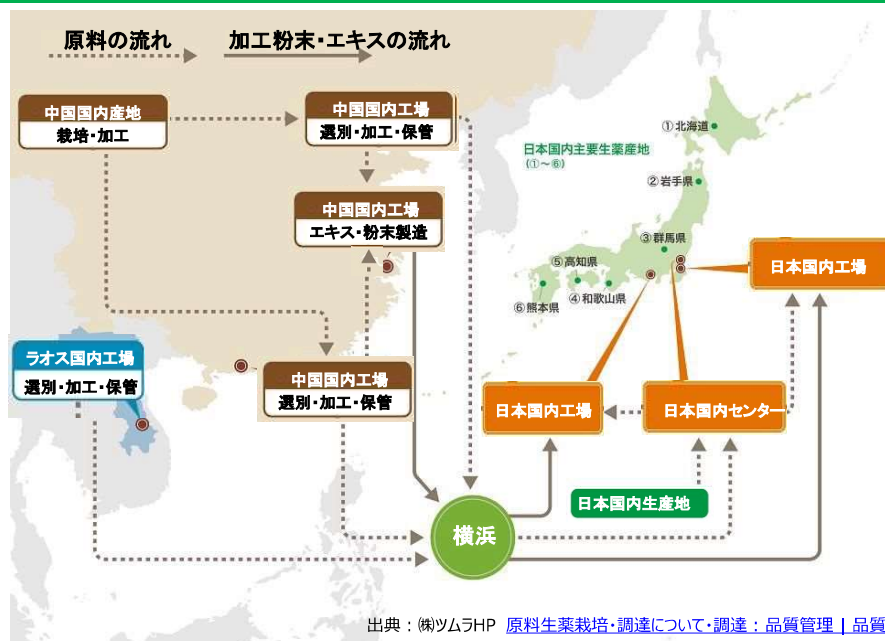 原料の流れ
加工粉末・エキスの流れ
中国国内産地
栽培・加工
中国国内工場
選別・加工・保管
①北海道
日本国内主要生薬産地
(①~⑥)
②岩手県
中国国内工場
エキス・粉末製造
③群馬県
⑤高知県
日本国内工場
④和歌山県
⑥熊本県
ラオス国内工場
選別・加工・保管
中国国内工場
選別・加工・保管
日本国内工場
日本国内センター
日本国内生産地
横浜
出典:㈱ツムラHP 原料生薬栽培・調達について・調達:品質管理 | 品質